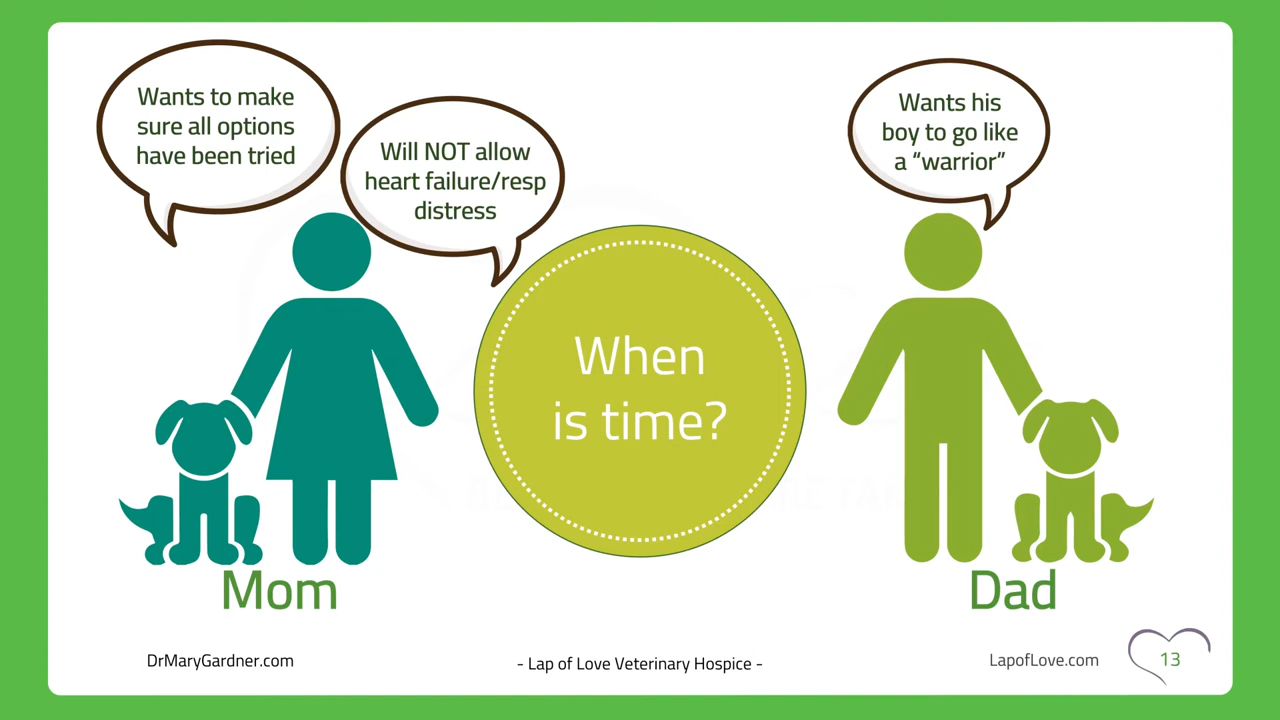 Wants to make
sure all options
have been tried
Will NOT allow
heart failure/resp
distress
Wants his
boy to go like
a “warrior”
When
is time?
Mom
Dad
DrMaryGardner.com
- Lap of Love Veterinary Hospice -
LapofLove.com
13